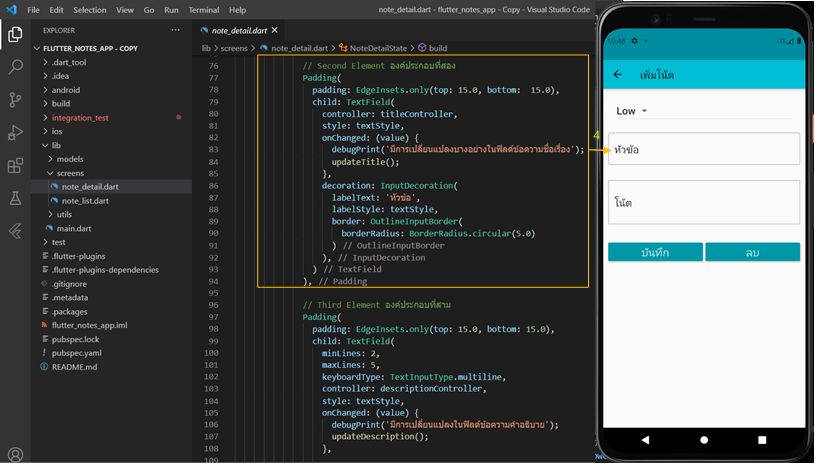 File Edit Selection View Go Run Terminal Help
note_detail.dart - flutter_notes_app - Copy - Visual Studio Code
EXPLORER
FLUTTER_NOTES_APP - COPY
.dart_tool
.idea
android
build
integration_test
ios
lib
models
screens
note_detail.dart
note_list.dart
utils
main.dart
test
.flutter-plugins
.flutter-plugins-dependencies
.gitignore
.metadata
.packages
flutter_notes_app.iml
pubspec.lock
pubspec.yaml
README.md
note_detail.dart
lib > screens > note_detail.dart > NoteDetailState > build
76 // Second Element องค์ประกอบที่สอง
77 Padding(
78 padding: EdgeInsets.only(top: 15.0, bottom: 15.0),
79 child: TextField(
80 controller: titleController,
81 style: textStyle,
82 onChanged: (value) {
83 debugPrint('มีการเปลี่ยนแปลงบางอย่างในฟิลด์ข้อความชื่อเรื่อง');
84 updateTitle();
85 },
86 decoration: InputDecoration(
87 labelText: 'หัวข้อ',
88 labelStyle: textStyle,
89 border: OutlineInputBorder(
90 borderRadius: BorderRadius.circular(5.0)
91 ) // OutlineInputBorder
92 ), // InputDecoration
93 ) // TextField
94 ), // Padding
95
96 // Third Element องค์ประกอบที่สาม
97 Padding(
98 padding: EdgeInsets.only(top: 15.0, bottom: 15.0),
99 child: TextField(
100 minLines: 2,
101 maxLines: 5,
102 keyboardType: TextInputType.multiline,
103 controller: descriptionController,
104 style: textStyle,
105 onChanged: (value) {
106 debugPrint('มีการเปลี่ยนแปลงในฟิลด์ข้อความคำอธิบาย');
107 updateDescription();
108 },
109
4
10:48
LTE
เพิ่มโน้ต
Low
หัวข้อ
โน้ต
บันทึก
ลบ